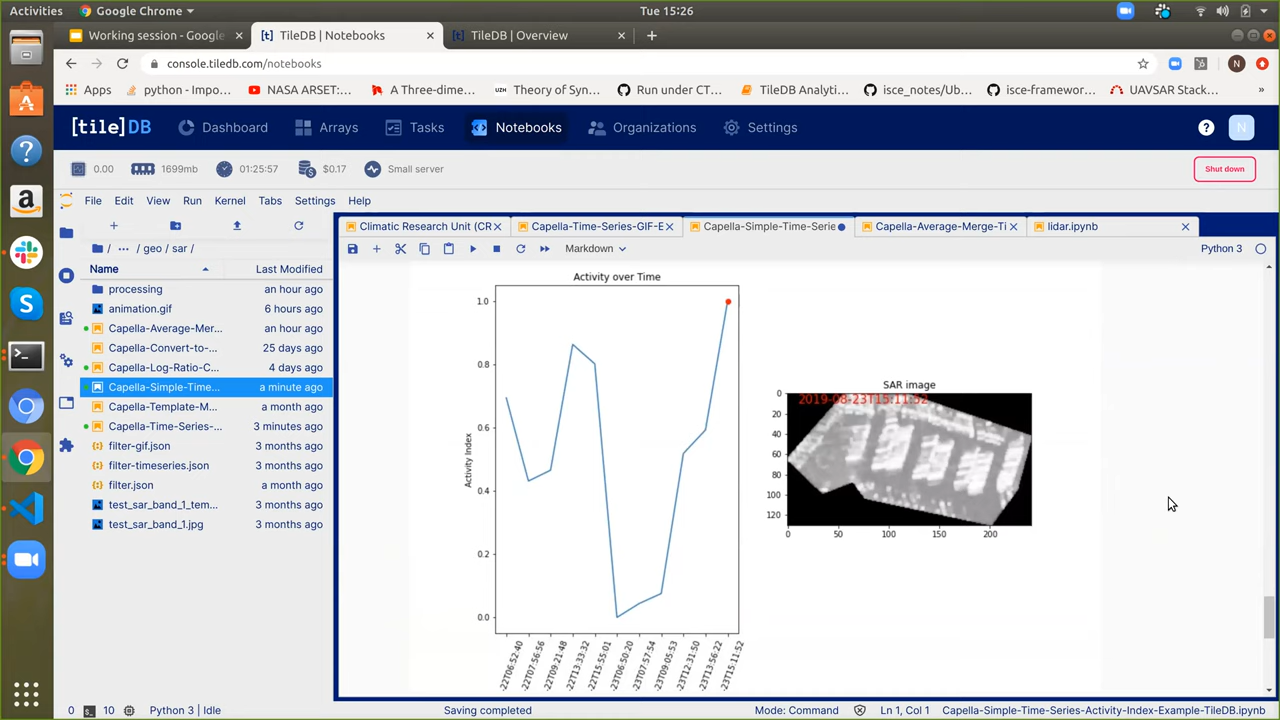 Activities
Google Chrome
Tue 15:26
Working session - Google
[t] TileDB | Notebooks
[t] TileDB | Overview
console.tiledb.com/notebooks
N
Apps
python - Impo...
NASA ARSET:...
A Three-dime...
UZH Theory of Syn...
Run under CT...
TileDB Analyti...
isce_notes/Ub...
isce-framewor...
UAVSAR Stack...
»
[tile]DB
Dashboard
Arrays
Tasks
Notebooks
Organizations
Settings
N
0.00
1699mb
01:25:57
$0.17
Small server
Shut down
File
Edit
View
Run
Kernel
Tabs
Settings
Help
/ ··· / geo / sar /
Name
Last Modified
processing
an hour ago
animation.gif
6 hours ago
Capella-Average-Mer...
an hour ago
Capella-Convert-to-...
25 days ago
Capella-Log-Ratio-C...
4 days ago
Capella-Simple-Time...
a minute ago
Capella-Template-M...
a month ago
Capella-Time-Series-...
3 minutes ago
filter-gif.json
3 months ago
filter-timeseries.json
3 months ago
filter.json
a month ago
test_sar_band_1_tem...
3 months ago
test_sar_band_1.jpg
3 months ago
Climatic Research Unit (CR
Capella-Time-Series-GIF-E
Capella-Simple-Time-Serie
Capella-Average-Merge-Ti
lidar.ipynb
Markdown
Python 3
Activity over Time
Activity Index
1.0
0.8
0.6
0.4
0.2
0.0
-22T06:52:40
-22T07:56:56
-22T09:21:48
-22T13:33:32
-22T15:55:01
-23T06:50:20
-23T07:57:54
-23T09:05:53
-23T12:31:50
-23T13:56:22
-23T15:11:52
SAR image
2019-08-23T15:11:52
0
20
40
60
80
100
120
0
50
100
150
200
0
10
Python 3 | Idle
Saving completed
Mode: Command
Ln 1, Col 1
Capella-Simple-Time-Series-Activity-Index-Example-TileDB.ipynb